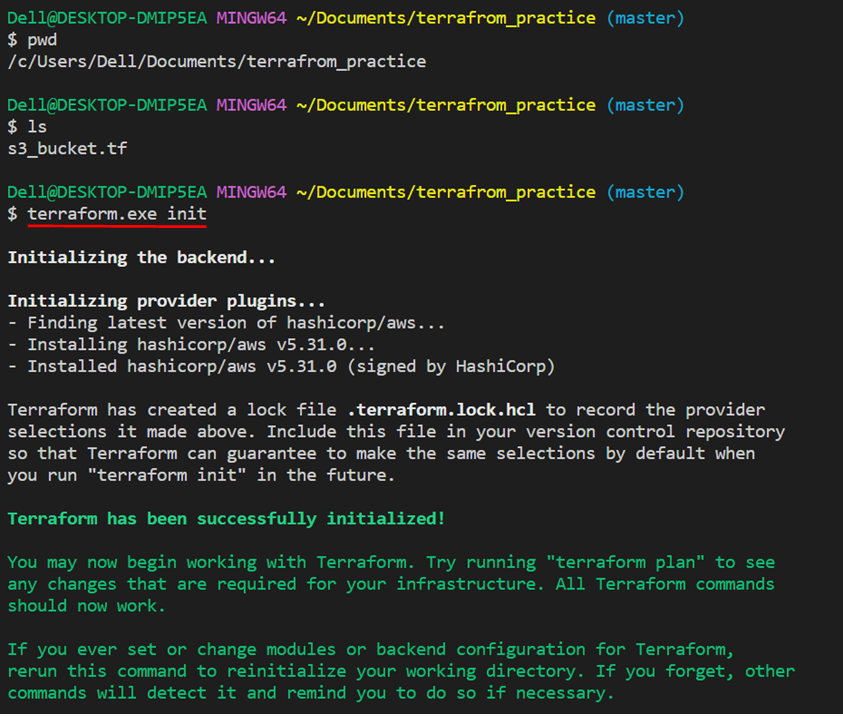 Dell@DESKTOP-DMIP5EA MINGW64 ~/Documents/terrafrom_practice (master)
$ pwd
/c/Users/Dell/Documents/terrafrom_practice
Dell@DESKTOP-DMIP5EA MINGW64 ~/Documents/terrafrom_practice (master)
$ ls
s3_bucket.tf
Dell@DESKTOP-DMIP5EA MINGW64 ~/Documents/terrafrom_practice (master)
$ terraform.exe init
Initializing the backend...
Initializing provider plugins...
- Finding latest version of hashicorp/aws...
- Installing hashicorp/aws v5.31.0...
- Installed hashicorp/aws v5.31.0 (signed by HashiCorp)
Terraform has created a lock file .terraform.lock.hcl to record the provider
selections it made above. Include this file in your version control repository
so that Terraform can guarantee to make the same selections by default when
you run "terraform init" in the future.
Terraform has been successfully initialized!
You may now begin working with Terraform. Try running "terraform plan" to see
any changes that are required for your infrastructure. All Terraform commands
should now work.
If you ever set or change modules or backend configuration for Terraform,
rerun this command to reinitialize your working directory. If you forget, other
commands will detect it and remind you to do so if necessary.